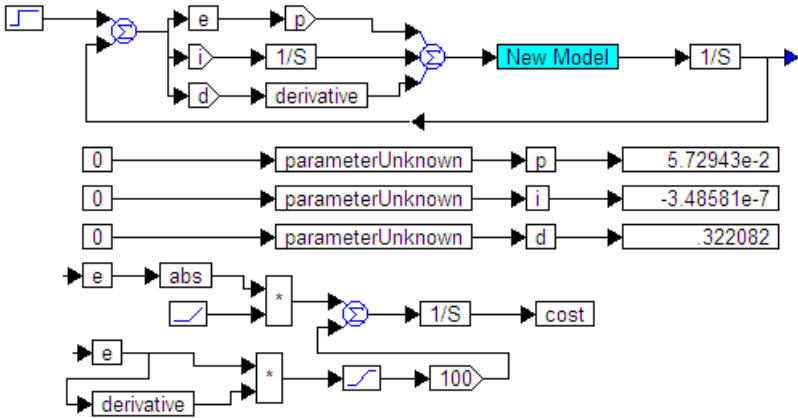 e p
i 1/S New Model 1/S
d derivative
0 parameterUnknown p 5.72943e-2
0 parameterUnknown i -3.48581e-7
0 parameterUnknown d .322082
e abs
*
1/S cost
e
* 100
derivative